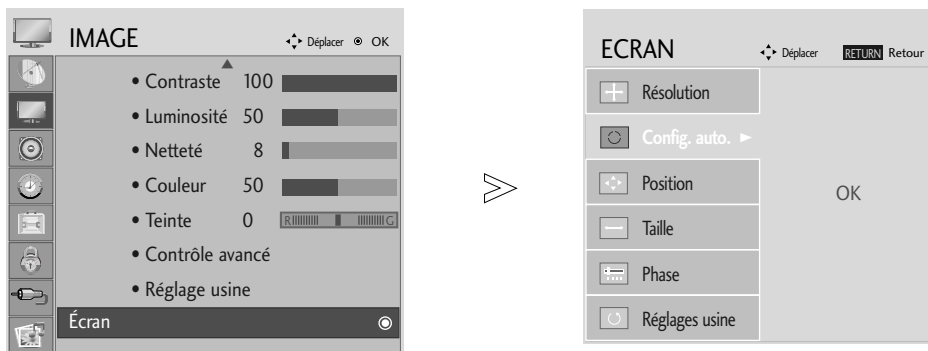 IMAGE Déplacer OK
• Contraste 100
• Luminosité 50
• Netteté 8
• Couleur 50
• Teinte 0 R G
• Contrôle avancé
• Réglage usine
Écran
ECRAN Déplacer RETURN Retour
Résolution
Config. auto.
Position
Taille
Phase
Réglages usine
OK